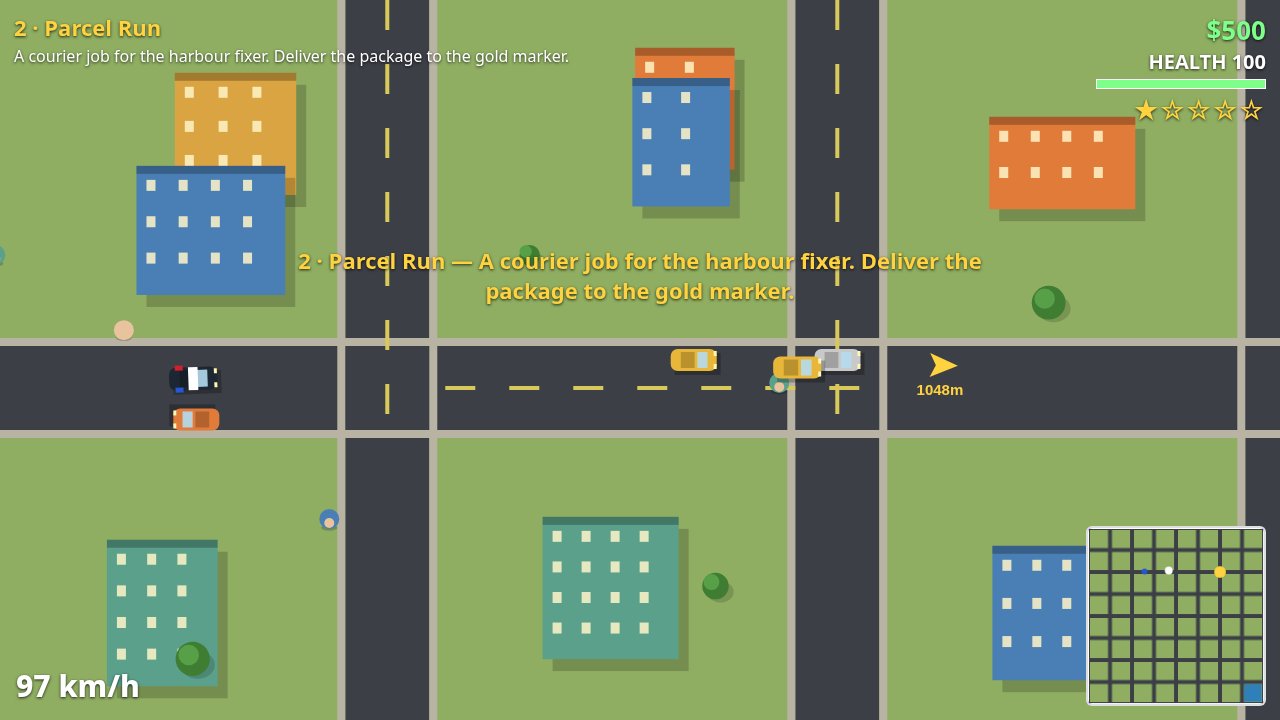 2 · Parcel Run
A courier job for the harbour fixer. Deliver the package to the gold marker.
$500
HEALTH 100
2 · Parcel Run — A courier job for the harbour fixer. Deliver the
package to the gold marker.
1048m
97 km/h